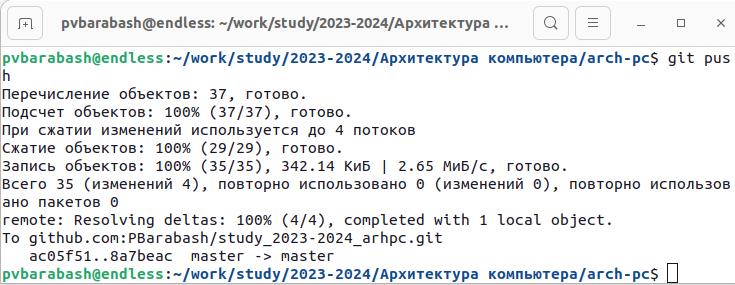 pvbarabash@endless: ~/work/study/2023-2024/Архитектура ...
pvbarabash@endless:~/work/study/2023-2024/Архитектура компьютера/arch-pc$ git pus
h
Перечисление объектов: 37, готово.
Подсчет объектов: 100% (37/37), готово.
При сжатии изменений используется до 4 потоков
Сжатие объектов: 100% (29/29), готово.
Запись объектов: 100% (35/35), 342.14 КиБ | 2.65 МиБ/с, готово.
Всего 35 (изменений 4), повторно использовано 0 (изменений 0), повторно использов
ано пакетов 0
remote: Resolving deltas: 100% (4/4), completed with 1 local object.
To github.com:PBarabash/study_2023-2024_arhpc.git
   ac05f51..8a7beac  master -> master
pvbarabash@endless:~/work/study/2023-2024/Архитектура компьютера/arch-pc$